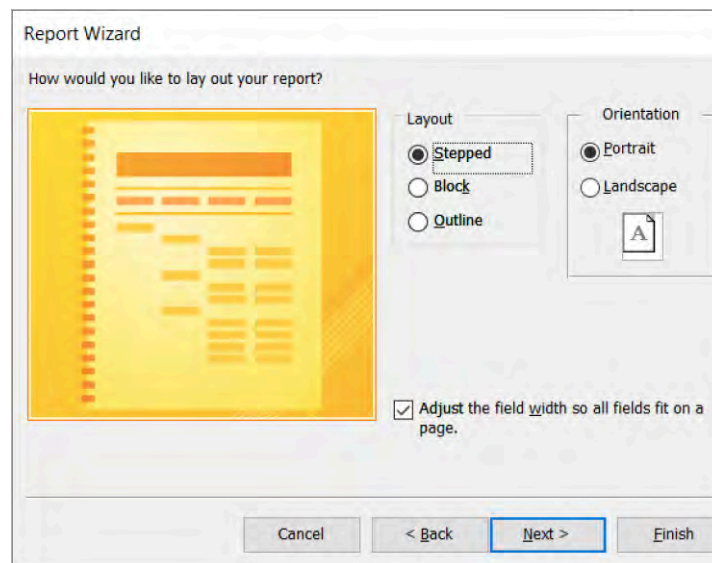 Report Wizard
How would you like to lay out your report?
Layout
Stepped
Block
Outline
Orientation
Portrait
Landscape
A
Adjust the field width so all fields fit on a
page.
Cancel
< Back
Next >
Finish